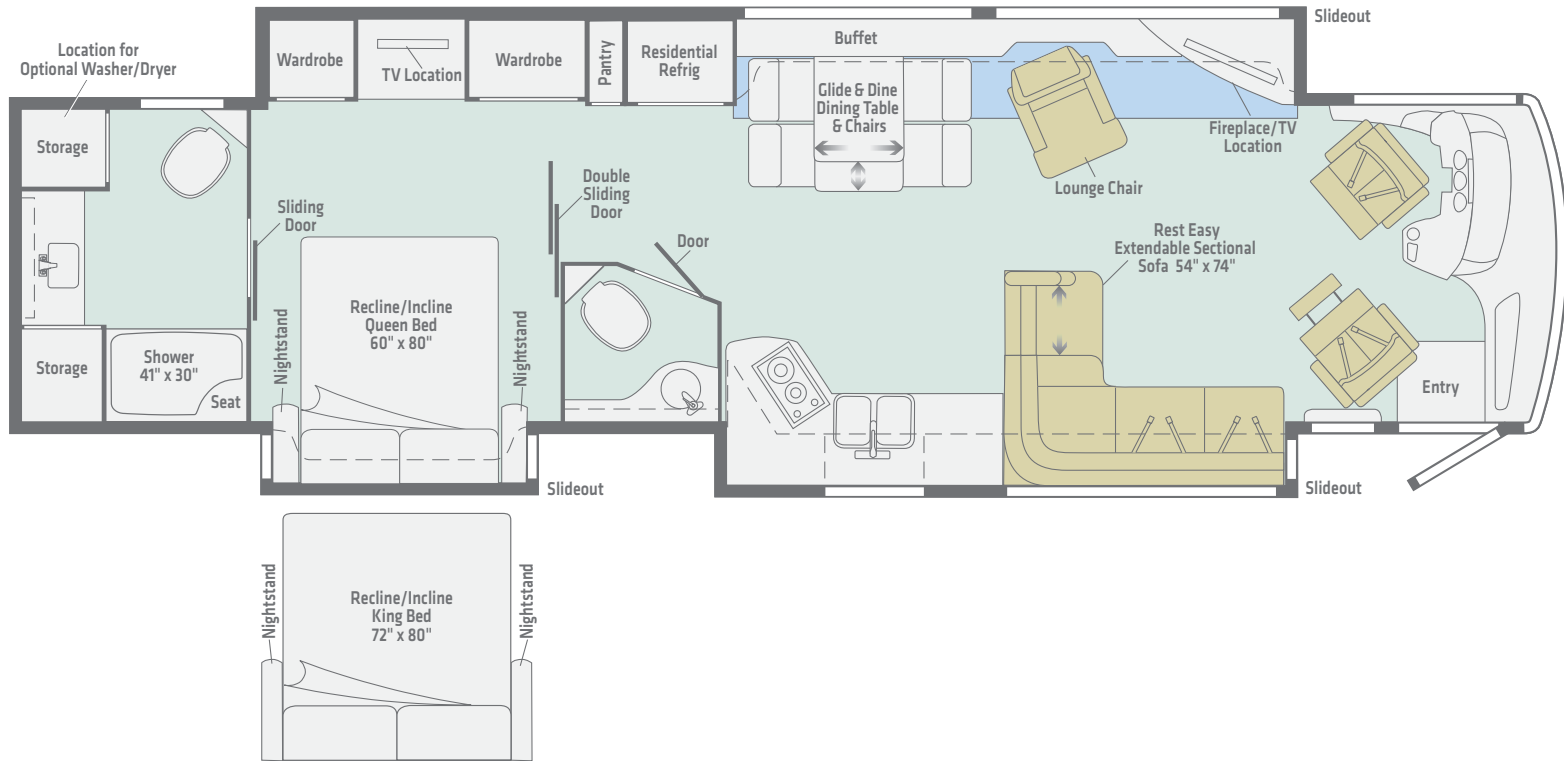 Slideout
Location for
Optional Washer/Dryer
Wardrobe
TV Location
Wardrobe
Pantry
Residential
Refrig
Buffet
Glide & Dine
Dining Table
& Chairs
Fireplace/TV
Location
Lounge Chair
Storage
Sliding
Door
Double
Sliding
Door
Door
Rest Easy
Extendable Sectional
Sofa 54" x 74"
Nightstand
Recline/Incline
Queen Bed
60" x 80"
Nightstand
Storage
Shower
41" x 30"
Seat
Entry
Slideout
Slideout
Nightstand
Recline/Incline
King Bed
72" x 80"
Nightstand